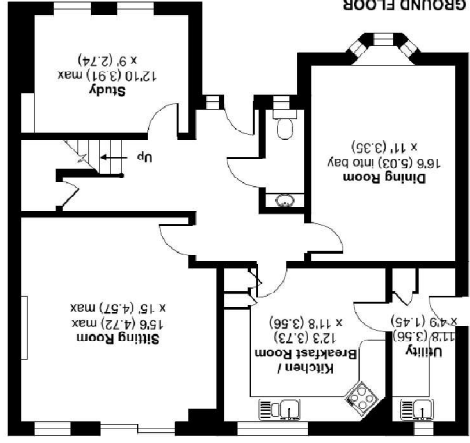 Utility
11'8 (3.56)
x 4'9 (1.45)
Kitchen /
Breakfast Room
12'3 (3.73)
x 11'8 (3.56)
Sitting Room
15'6 (4.72) max
x 15' (4.57) max
Dining Room
16'6 (5.03) into bay
x 11' (3.35)
Up
Study
12'10 (3.91) max
x 9' (2.74)
GROUND FLOOR